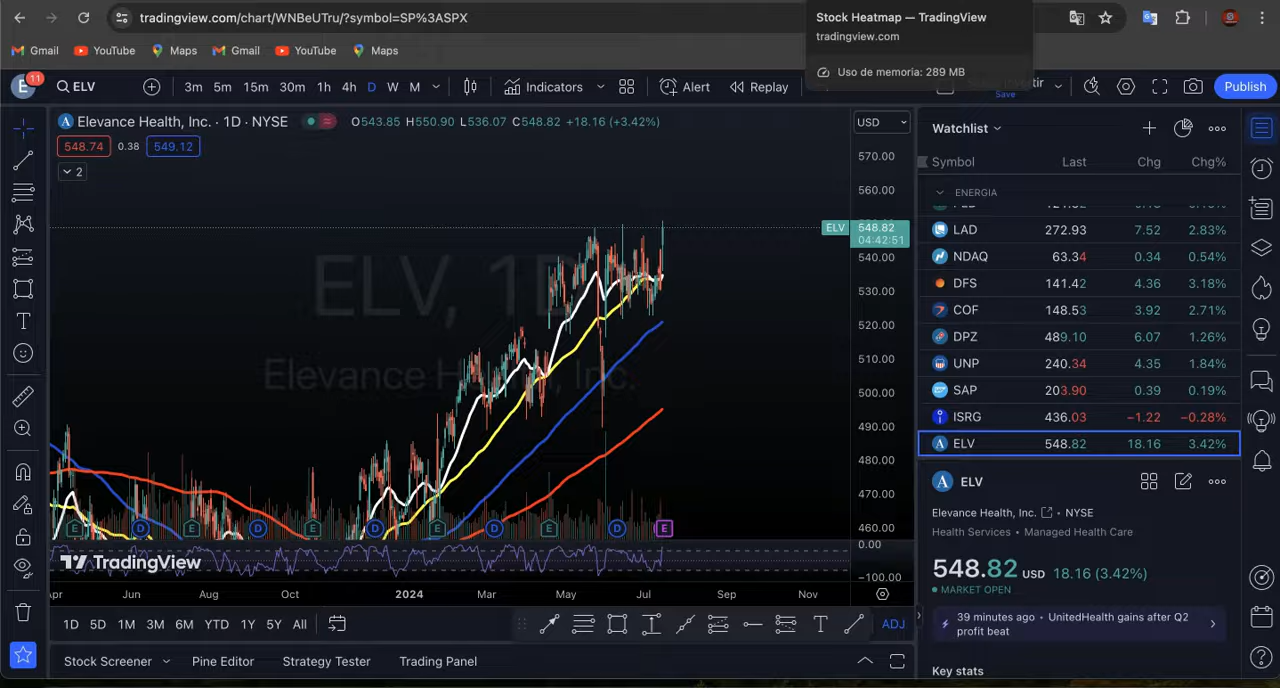 tradingview.com/chart/WNBeUTru/?symbol=SP%3ASPX
Stock Heatmap — TradingView
tradingview.com
Uso de memoria: 289 MB
Gmail YouTube Maps Gmail YouTube Maps
E 11 ELV 3m 5m 15m 30m 1h 4h D W M Indicators Alert Replay Save Publish
Elevance Health, Inc. · 1D · NYSE O543.85 H550.90 L536.07 C548.82 +18.16 (+3.42%) USD
548.74 0.38 549.12
2
ELV, 1D
Elevance Health, Inc.
570.00
560.00
ELV 548.82
04:42:51
540.00
530.00
520.00
510.00
500.00
490.00
480.00
470.00
460.00
E D E D E D E D E D E
0.00
TradingView
−100.00
Jun Aug Oct 2024 Mar May Jul Sep Nov
1D 5D 1M 3M 6M YTD 1Y 5Y All ADJ
Stock Screener Pine Editor Strategy Tester Trading Panel
Watchlist
Symbol Last Chg Chg%
ENERGIA
LAD 272.93 7.52 2.83%
NDAQ 63.34 0.34 0.54%
DFS 141.42 4.36 3.18%
COF 148.53 3.92 2.71%
DPZ 489.10 6.07 1.26%
UNP 240.34 4.35 1.84%
SAP 203.90 0.39 0.19%
ISRG 436.03 −1.22 −0.28%
ELV 548.82 18.16 3.42%
ELV
Elevance Health, Inc. • NYSE
Health Services • Managed Health Care
548.82 USD 18.16 (3.42%)
MARKET OPEN
39 minutes ago • UnitedHealth gains after Q2
profit beat
Key stats